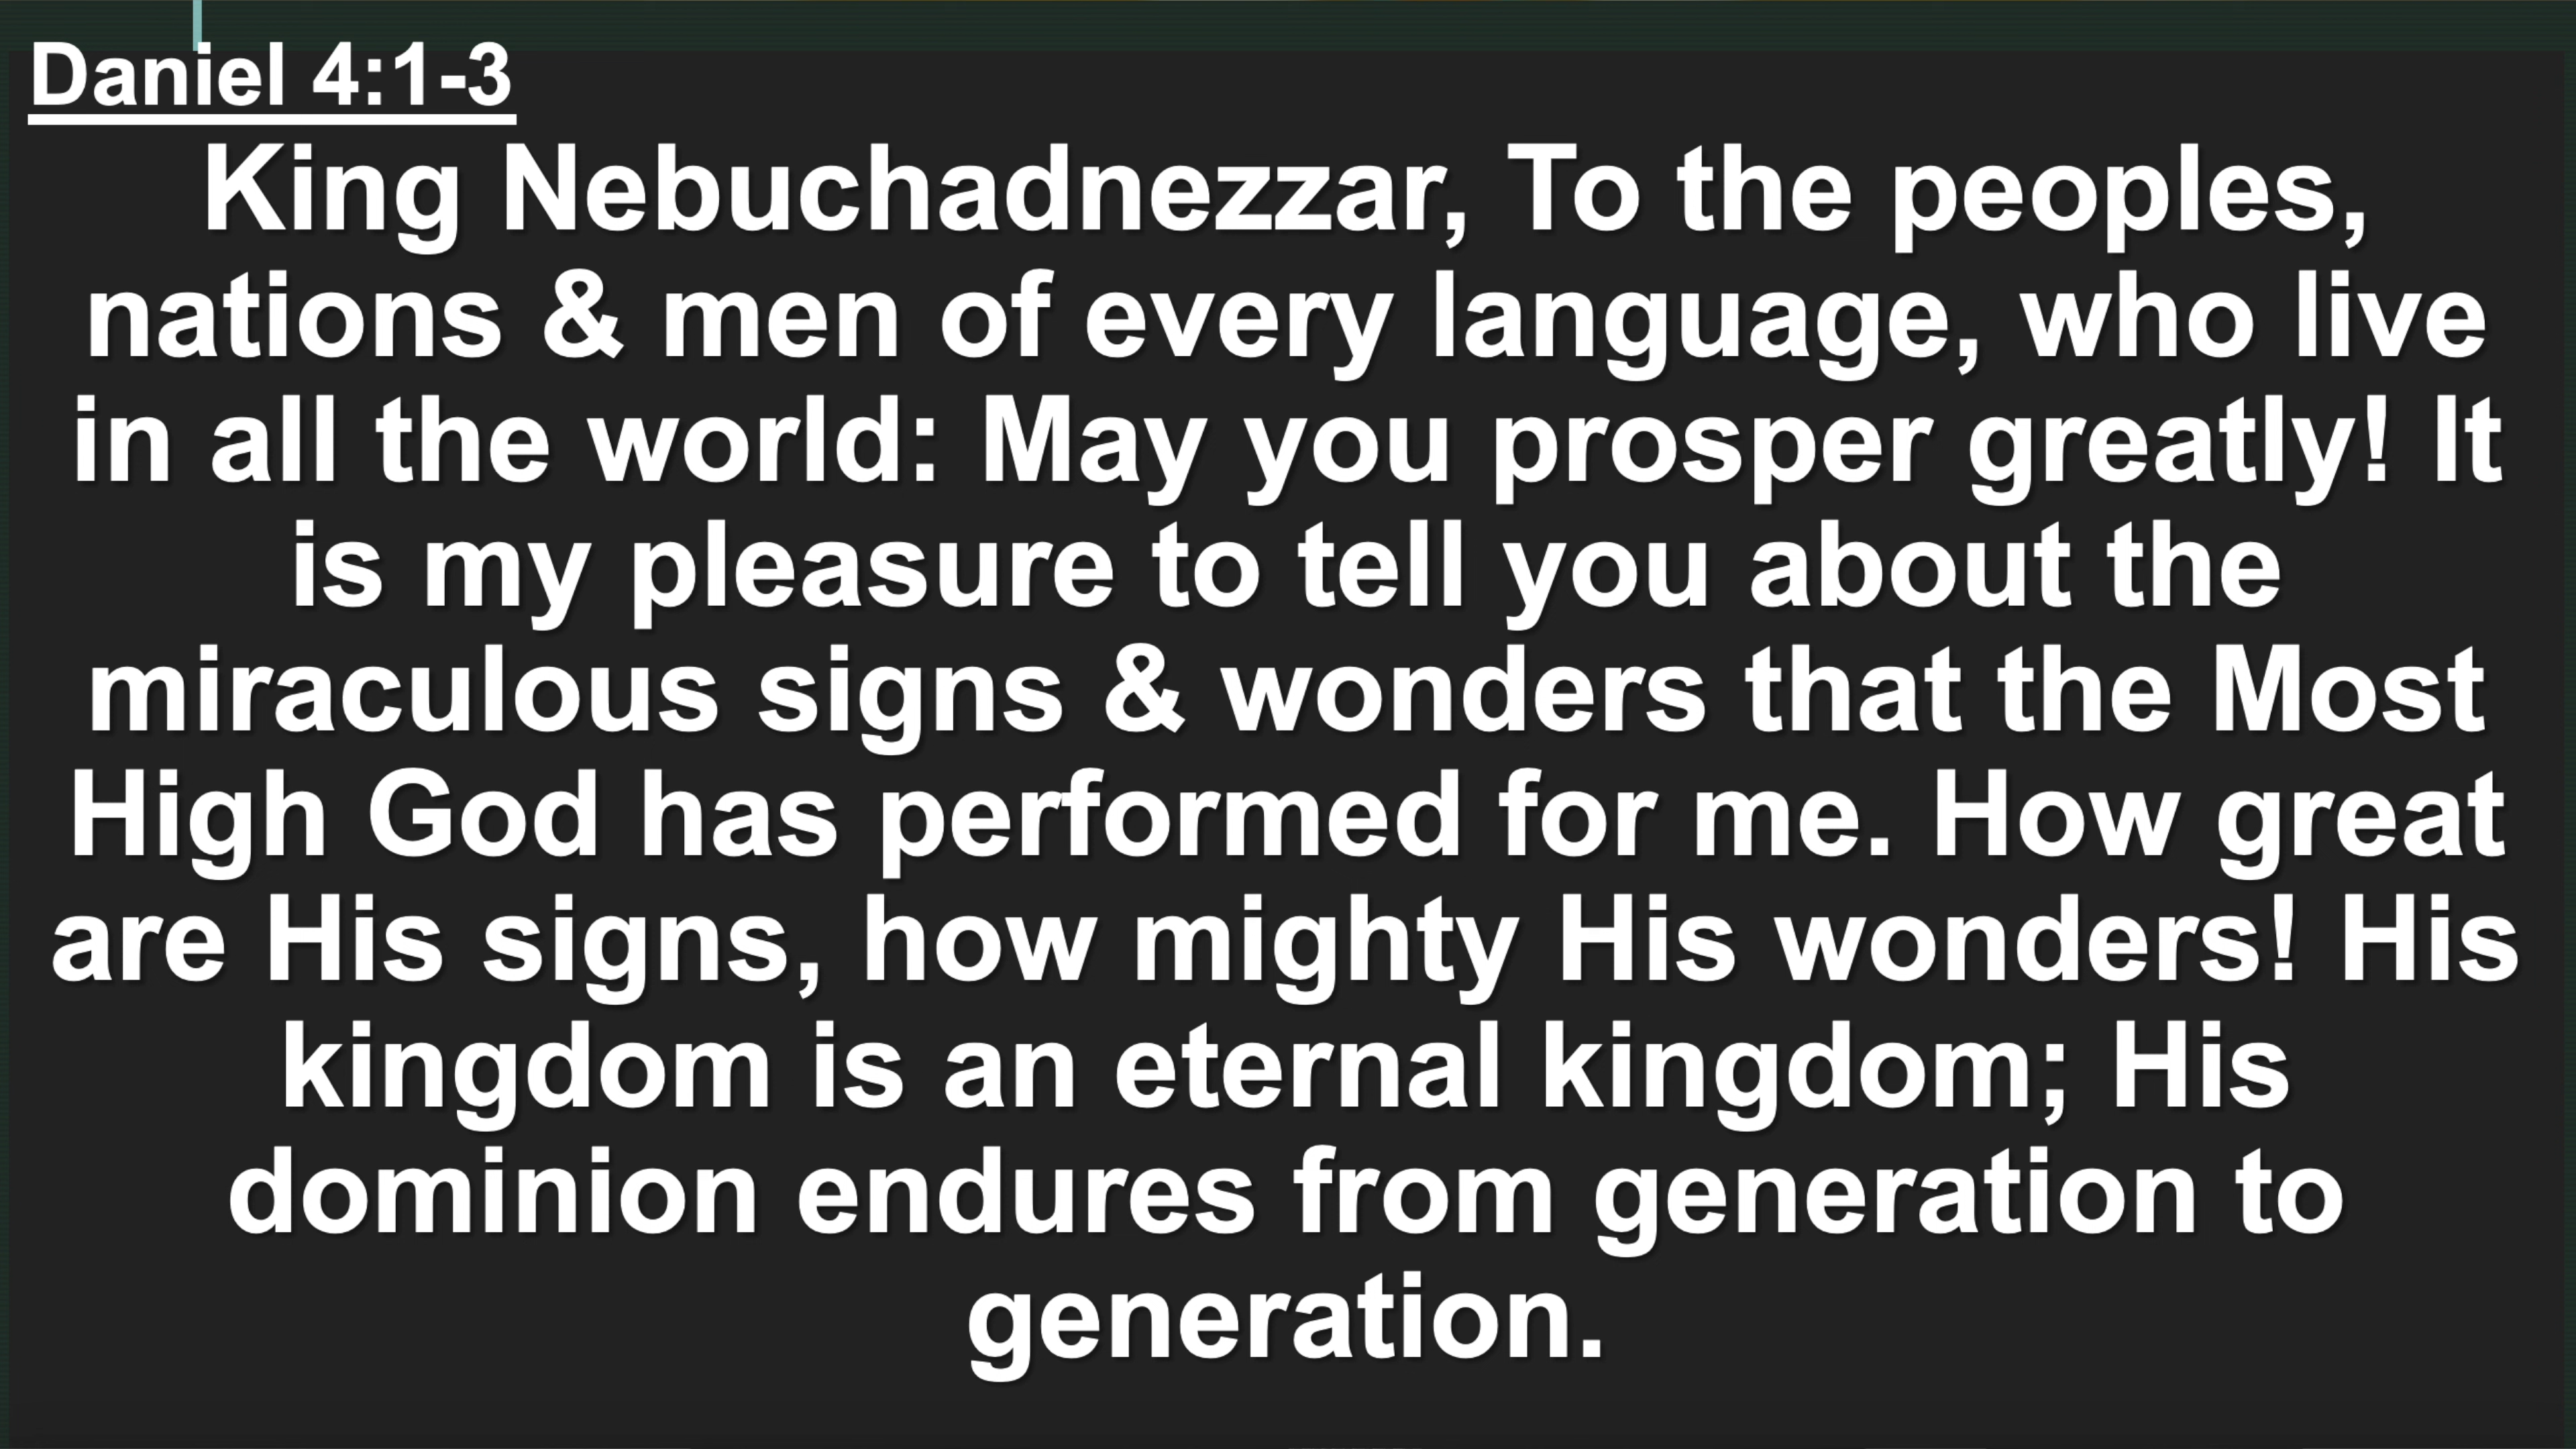 Daniel 4:1-3
King Nebuchadnezzar, To the peoples,
nations & men of every language, who live
in all the world: May you prosper greatly! It
is my pleasure to tell you about the
miraculous signs & wonders that the Most
High God has performed for me. How great
are His signs, how mighty His wonders! His
kingdom is an eternal kingdom; His
dominion endures from generation to
generation.